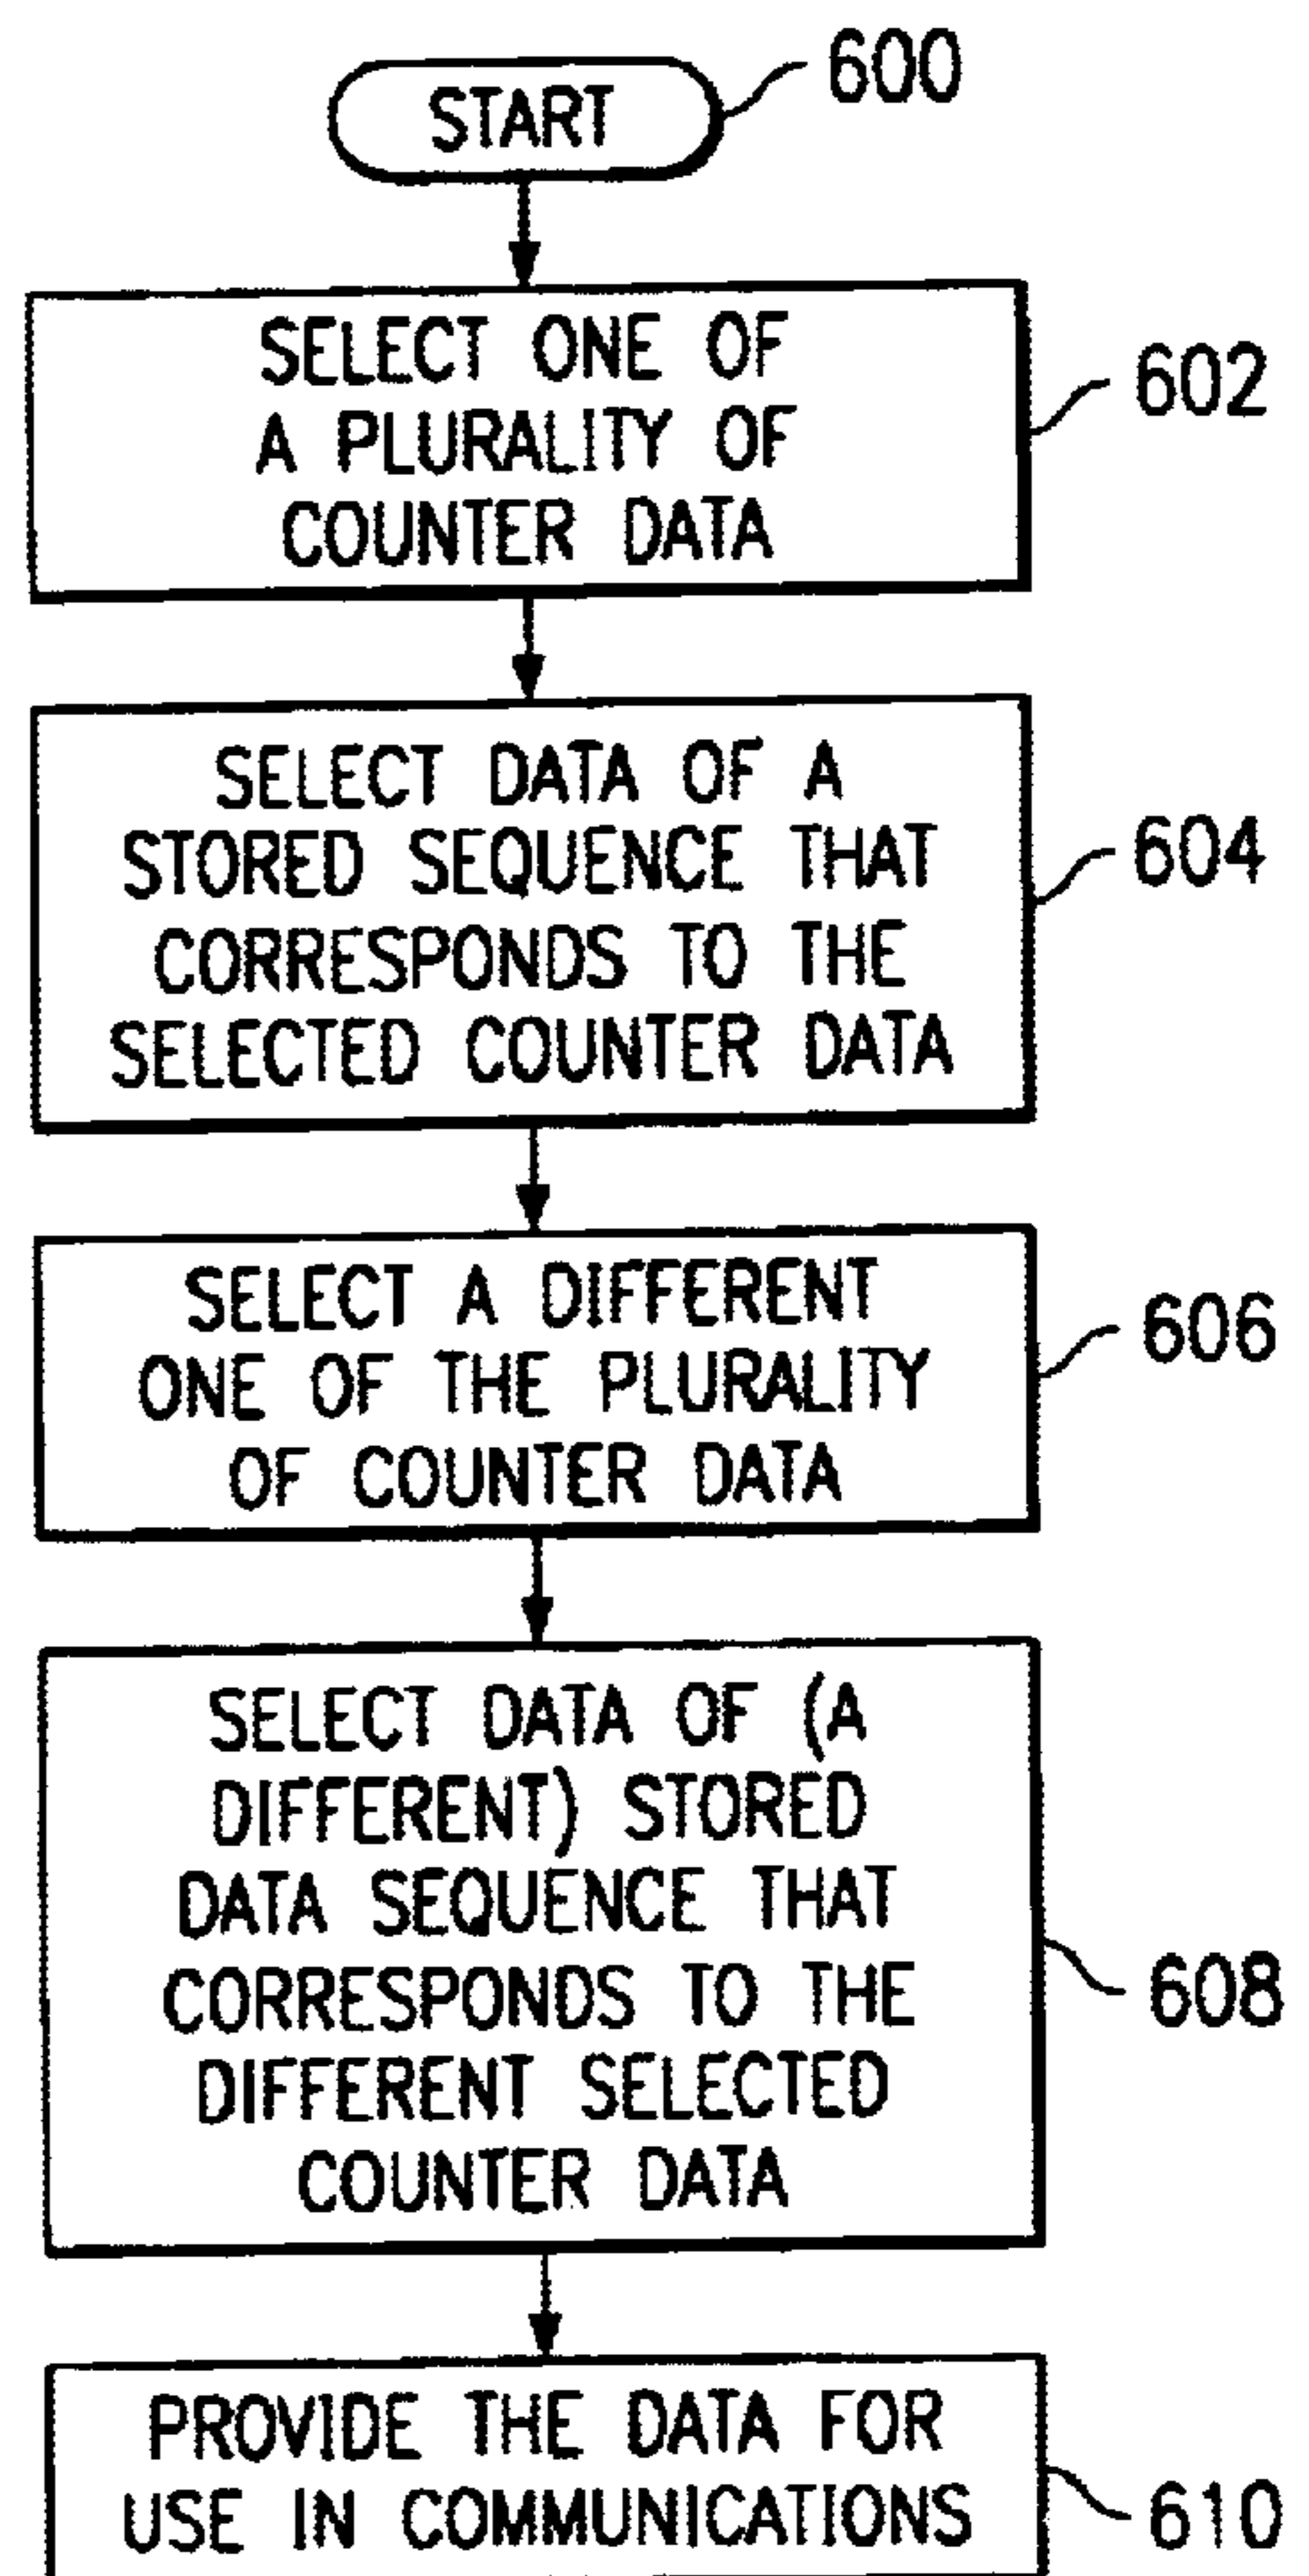 START
600
SELECT ONE OF
A PLURALITY OF
COUNTER DATA
602
SELECT DATA OF A
STORED SEQUENCE THAT
CORRESPONDS TO THE
SELECTED COUNTER DATA
604
SELECT A DIFFERENT
ONE OF THE PLURALITY
OF COUNTER DATA
606
SELECT DATA OF (A
DIFFERENT) STORED
DATA SEQUENCE THAT
CORRESPONDS TO THE
DIFFERENT SELECTED
COUNTER DATA
608
PROVIDE THE DATA FOR
USE IN COMMUNICATIONS
610